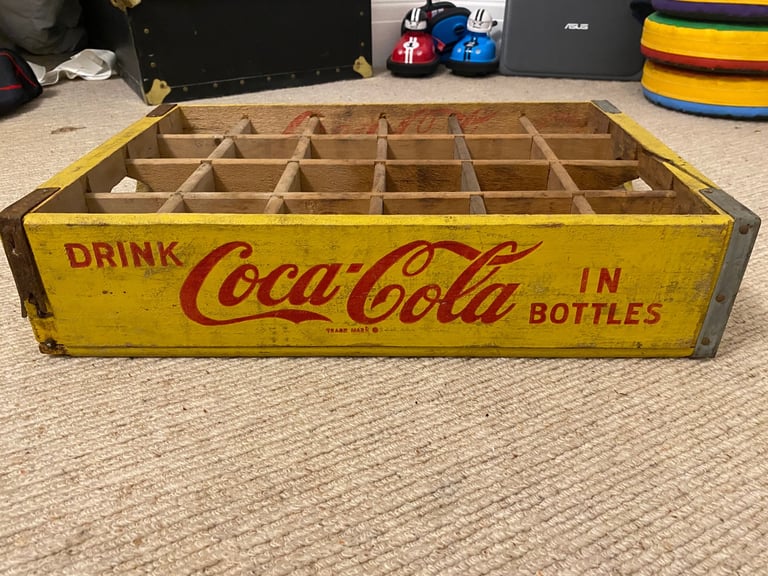 DRINK Coca-Cola IN BOTTLES
TRADE MARK ®
ASUS